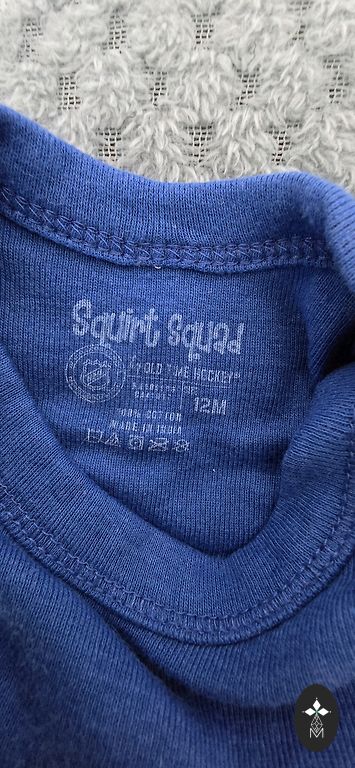 Squirt Squad
OLD TIME HOCKEY®
12M
100% COTTON
MADE IN INDIA
M